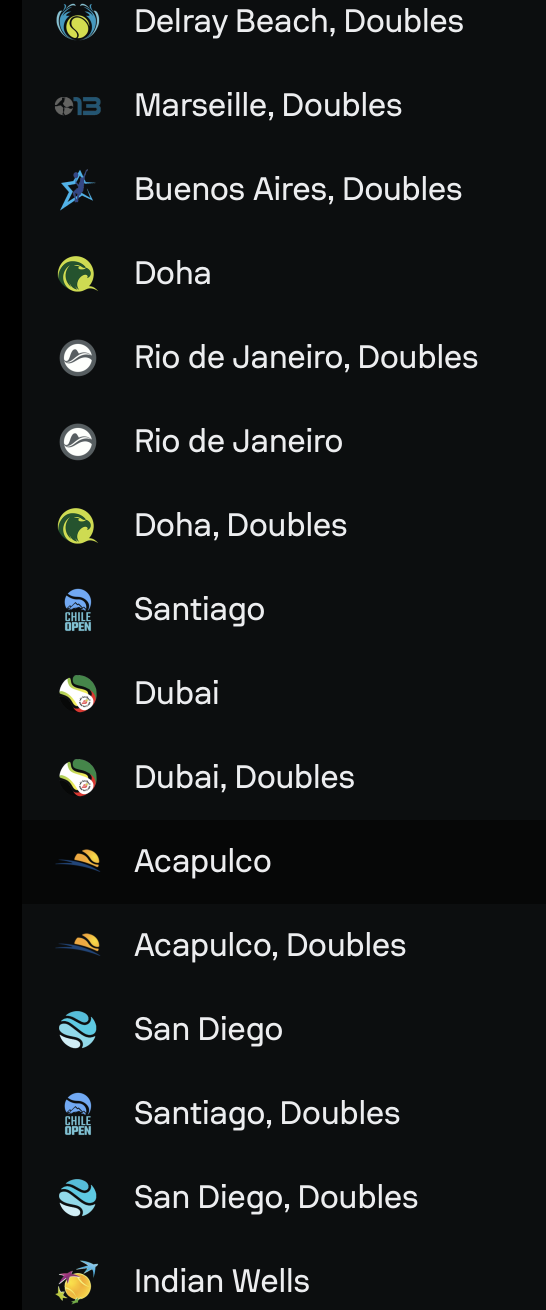 Delray Beach, Doubles
13
Marseille, Doubles
Buenos Aires, Doubles
Doha
Rio de Janeiro, Doubles
Rio de Janeiro
Doha, Doubles
CHILE
OPEN
Santiago
Dubai
Dubai, Doubles
Acapulco
Acapulco, Doubles
San Diego
CHILE
OPEN
Santiago, Doubles
San Diego, Doubles
Indian Wells